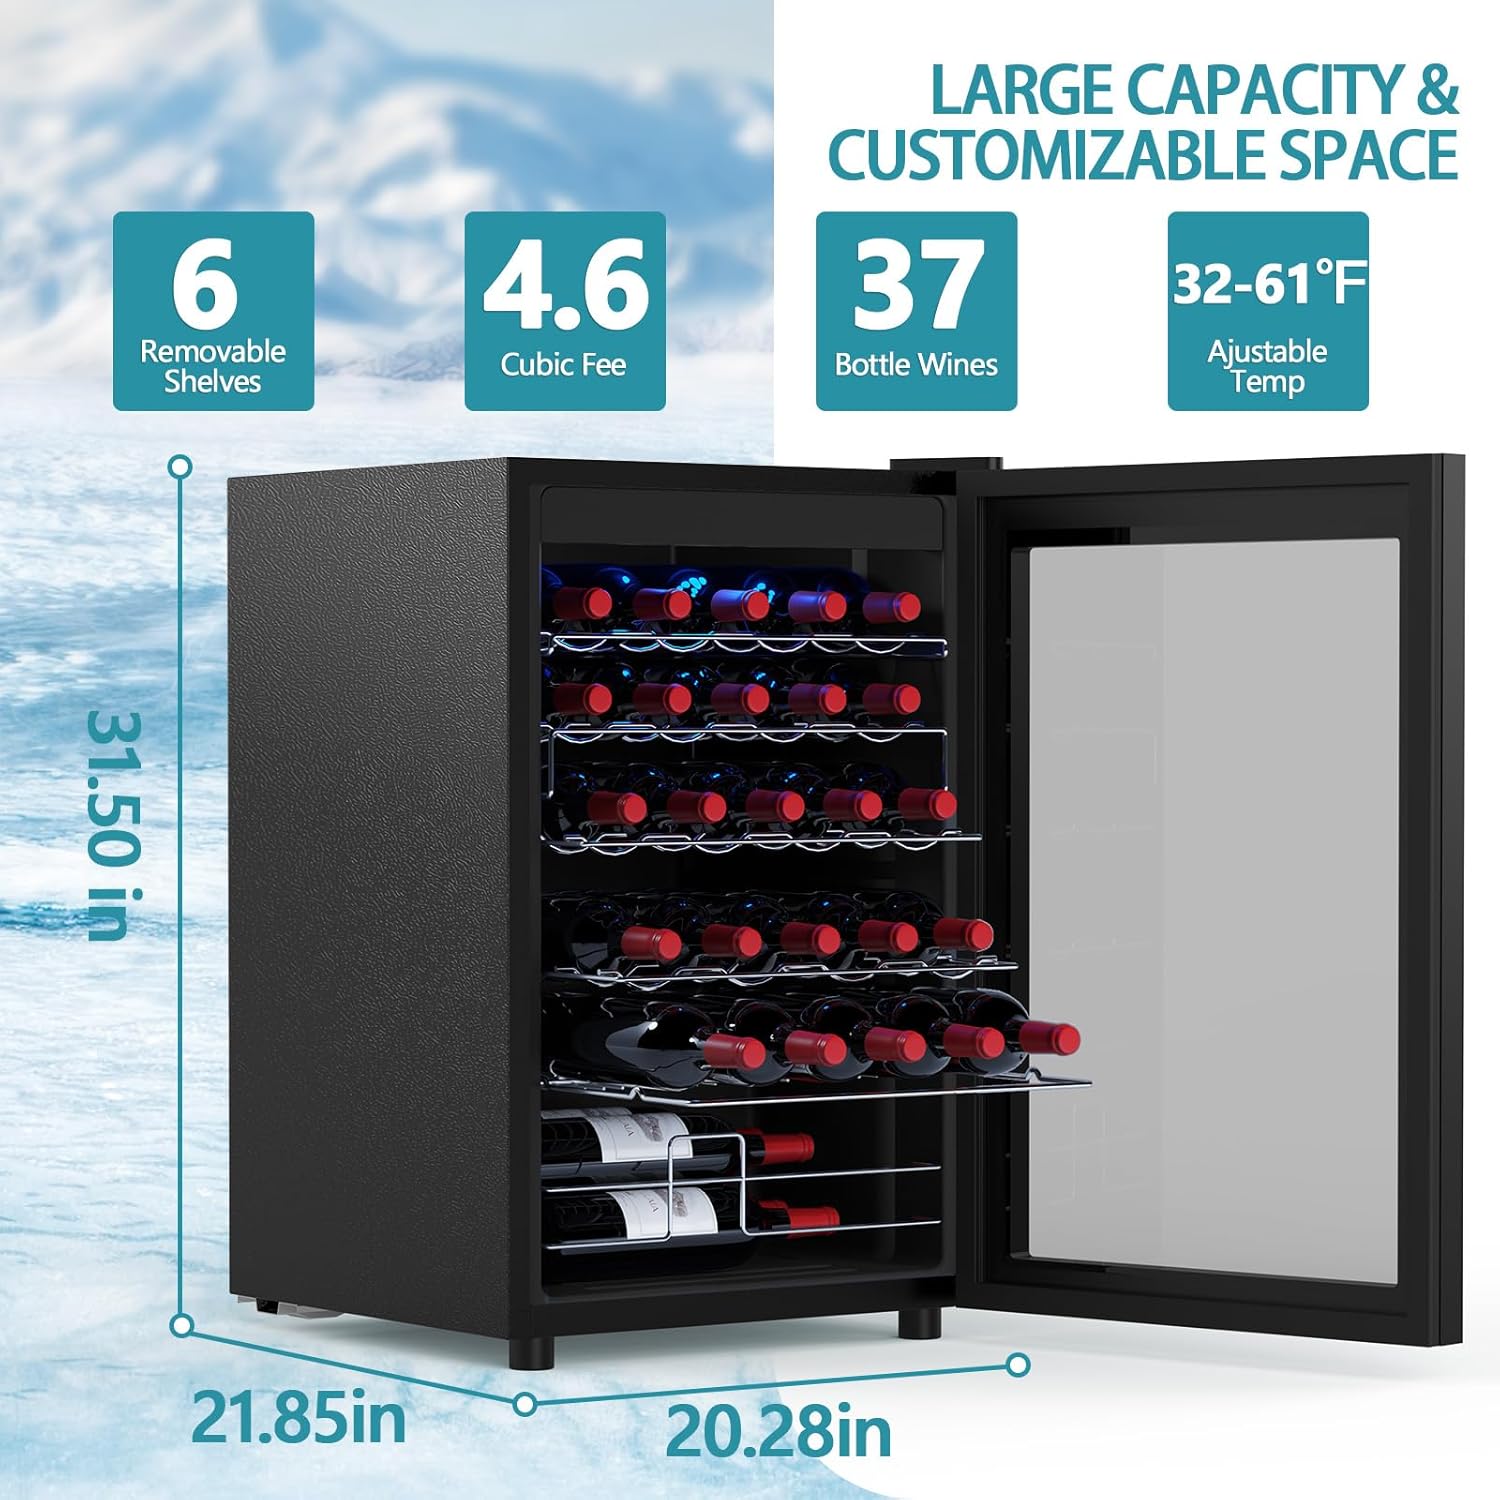 LARGE CAPACITY &
CUSTOMIZABLE SPACE
6
Removable
Shelves
4.6
Cubic Fee
37
Bottle Wines
32-61°F
Ajustable
Temp
31.50 in
21.85in
20.28in